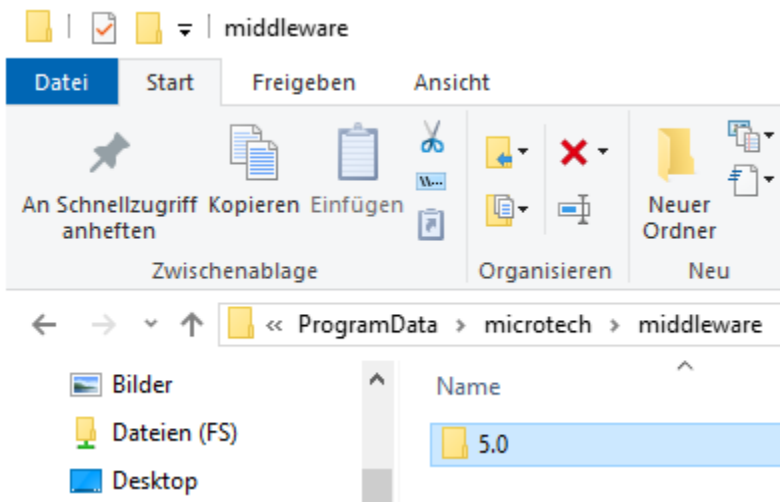 middleware
Datei Start Freigeben Ansicht
An Schnellzugriff anheften Kopieren Einfügen
Neuer Ordner
Zwischenablage Organisieren Neu
« ProgramData > microtech > middleware
Bilder
Name
Dateien (FS)
5.0
Desktop